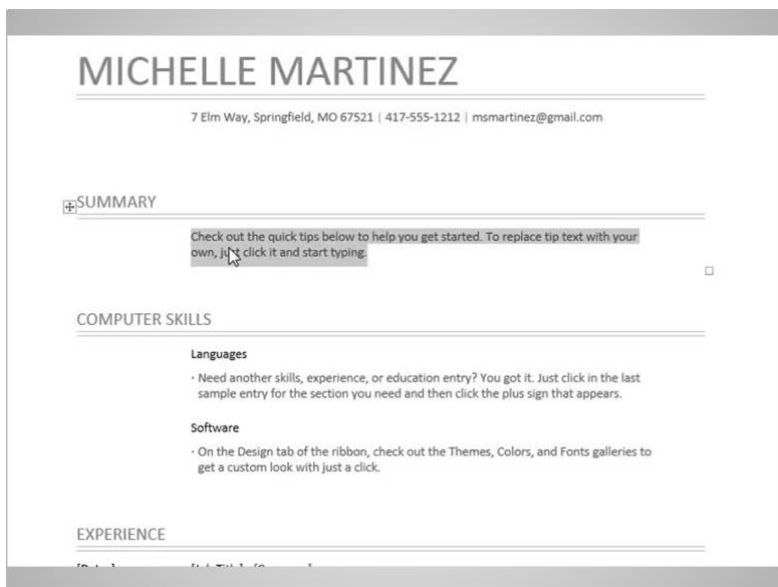 MICHELLE MARTINEZ
7 Elm Way, Springfield, MO 67521 | 417-555-1212 | msmartinez@gmail.com
SUMMARY
Check out the quick tips below to help you get started. To replace tip text with your
own, just click it and start typing.
COMPUTER SKILLS
Languages
· Need another skills, experience, or education entry? You got it. Just click in the last
sample entry for the section you need and then click the plus sign that appears.
Software
· On the Design tab of the ribbon, check out the Themes, Colors, and Fonts galleries to
get a custom look with just a click.
EXPERIENCE